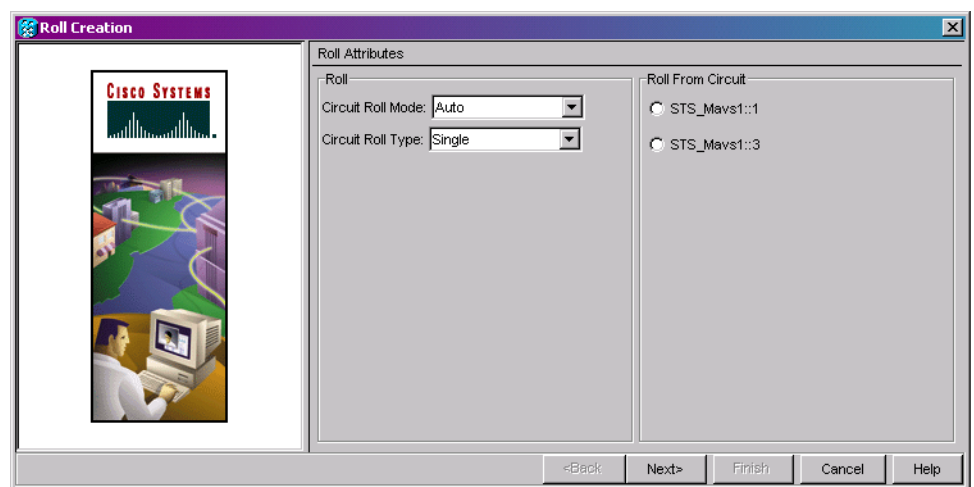 Roll Creation
Cisco Systems
Roll Attributes
Roll
Circuit Roll Mode: Auto
Circuit Roll Type: Single
Roll From Circuit
STS_Mavs1::1
STS_Mavs1::3
<Back
Next>
Finish
Cancel
Help